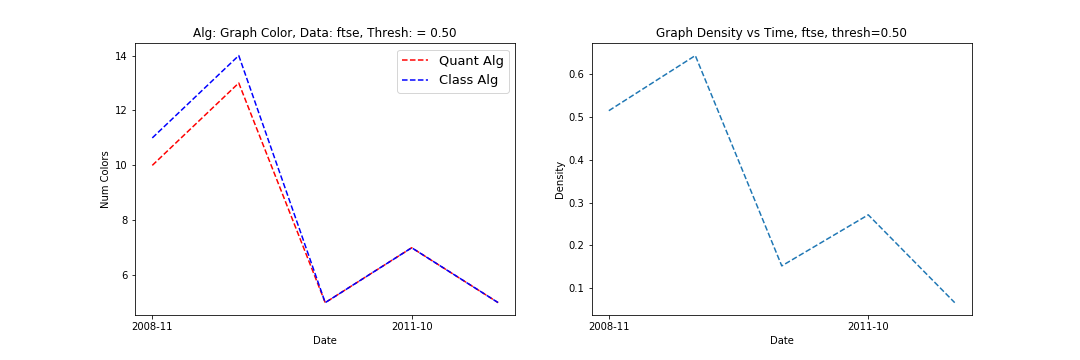 Alg: Graph Color, Data: ftse, Thresh: = 0.50
Quant Alg
Class Alg
14
12
10
8
6
Num Colors
2008-11
2011-10
Date
Graph Density vs Time, ftse, thresh=0.50
0.6
0.5
0.4
0.3
0.2
0.1
Density
2008-11
2011-10
Date